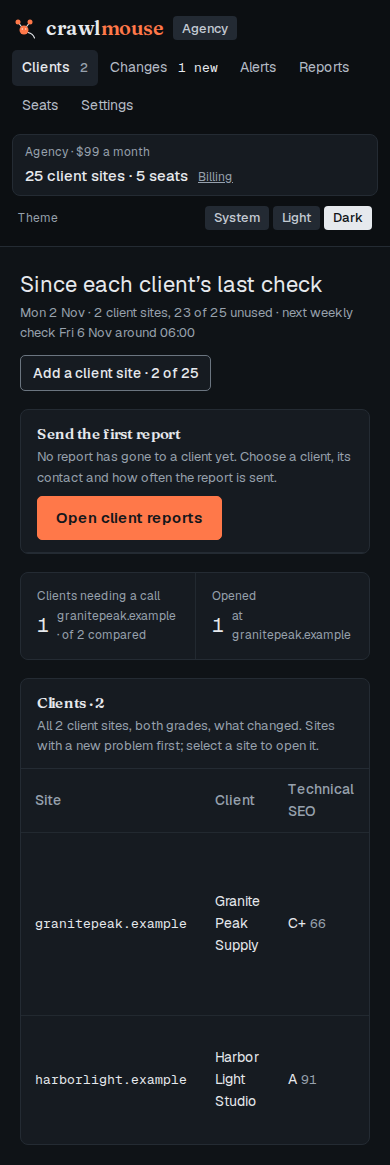 crawlmouse Agency
Clients 2 Changes 1 new Alerts Reports
Seats Settings
Agency · $99 a month
25 client sites · 5 seats Billing
Theme System Light Dark
Since each client’s last check
Mon 2 Nov · 2 client sites, 23 of 25 unused · next weekly
check Fri 6 Nov around 06:00
Add a client site · 2 of 25
Send the first report
No report has gone to a client yet. Choose a client, its
contact and how often the report is sent.
Open client reports
Clients needing a call
1 granitepeak.example
· of 2 compared
Opened
1 at
granitepeak.example
Clients · 2
All 2 client sites, both grades, what changed. Sites
with a new problem first; select a site to open it.
Site Client Technical
SEO
granitepeak.example Granite
Peak
Supply C+ 66
harborlight.example Harbor
Light
Studio A 91